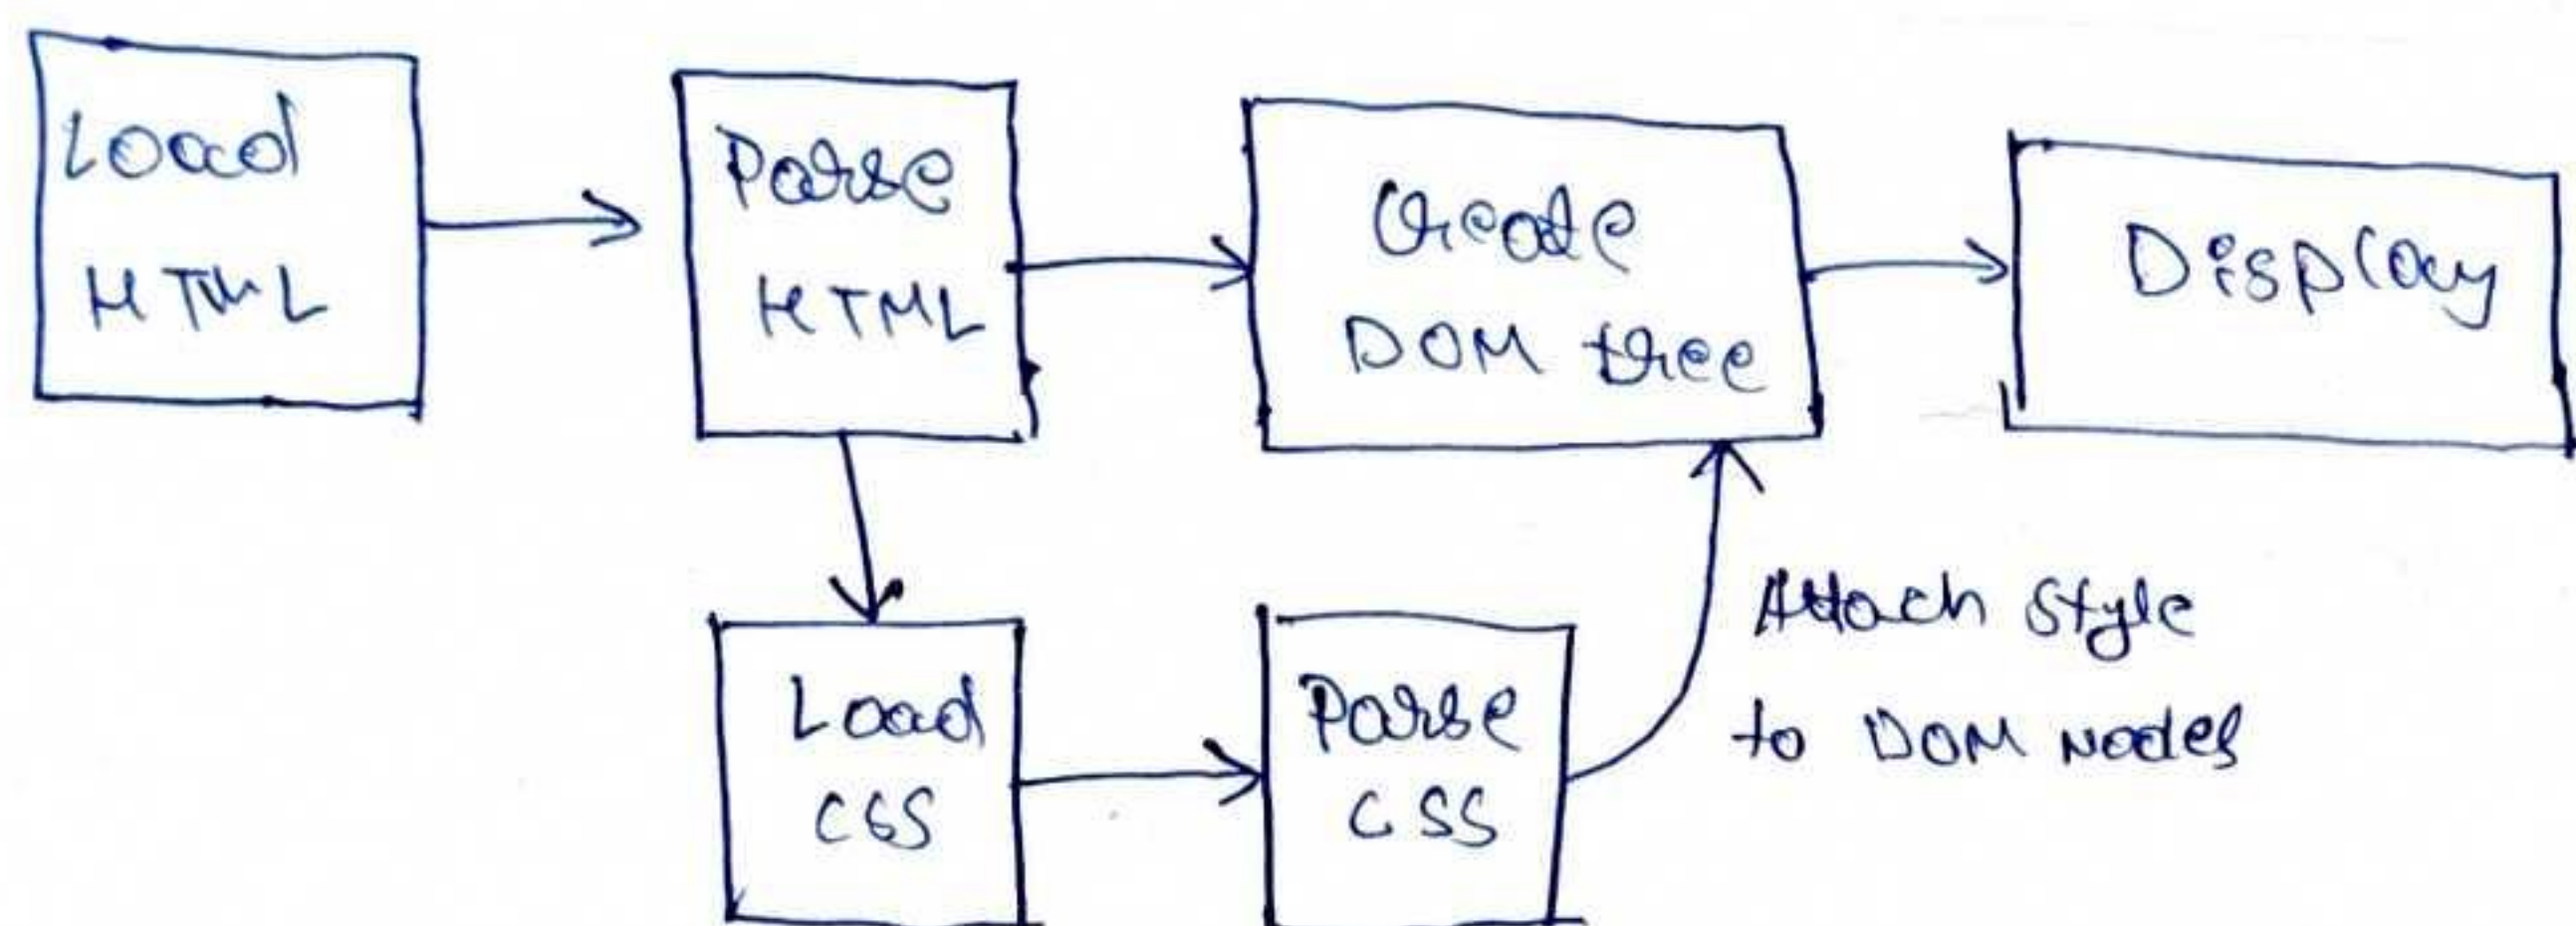 Load
HTML
Parse
HTML
Create
DOM tree
Display
Load
CSS
Parse
CSS
Attach Style
to DOM Nodes